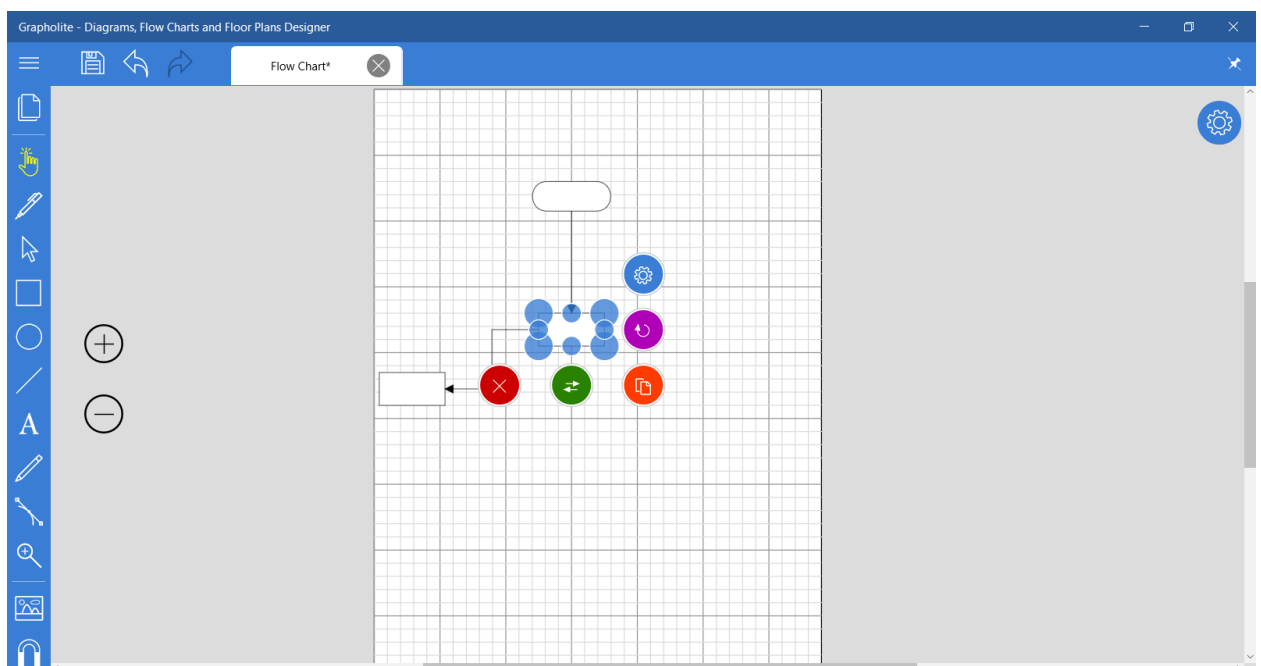 Grapholite - Diagrams, Flow Charts and Floor Plans Designer
Flow Chart*
A